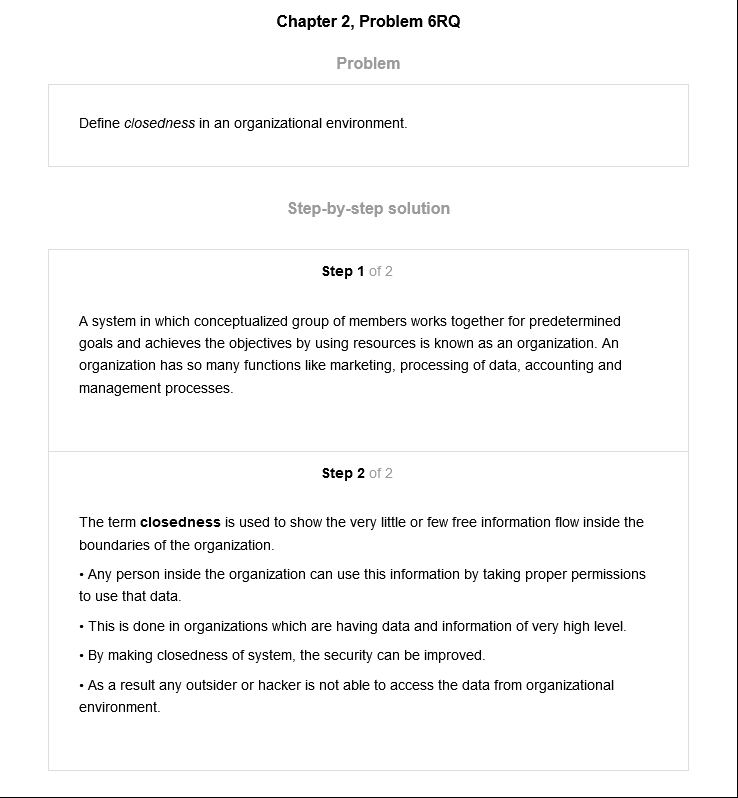 Chapter 2, Problem 6RQ
Problem
Define closedness in an organizational environment.
Step-by-step solution
Step 1 of 2
A system in which conceptualized group of members works together for predetermined
goals and achieves the objectives by using resources is known as an organization. An
organization has so many functions like marketing, processing of data, accounting and
management processes.
Step 2 of 2
The term closedness is used to show the very little or few free information flow inside the
boundaries of the organization.
• Any person inside the organization can use this information by taking proper permissions
to use that data.
• This is done in organizations which are having data and information of very high level.
• By making closedness of system, the security can be improved.
• As a result any outsider or hacker is not able to access the data from organizational
environment.